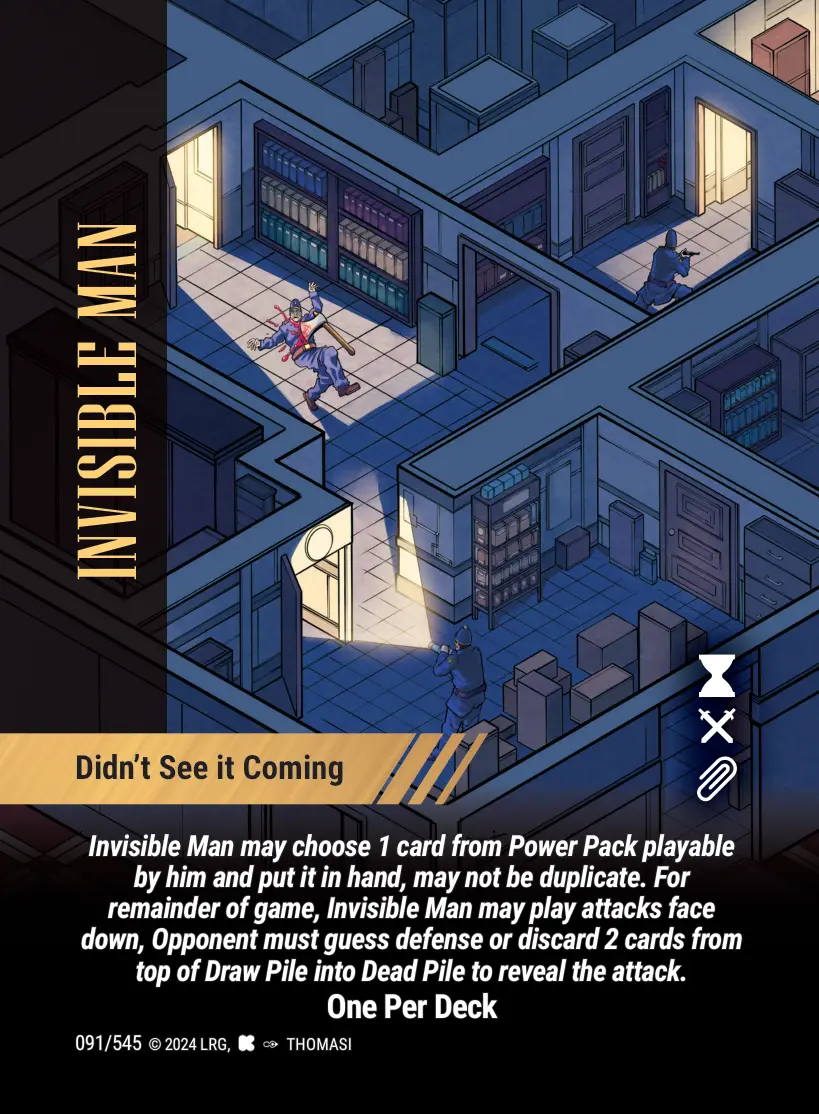 INVISIBLE MAN
Didn’t See it Coming
Invisible Man may choose 1 card from Power Pack playable
by him and put it in hand, may not be duplicate. For
remainder of game, Invisible Man may play attacks face
down, Opponent must guess defense or discard 2 cards from
top of Draw Pile into Dead Pile to reveal the attack.
One Per Deck
091/545 © 2024 LRG, THOMASI